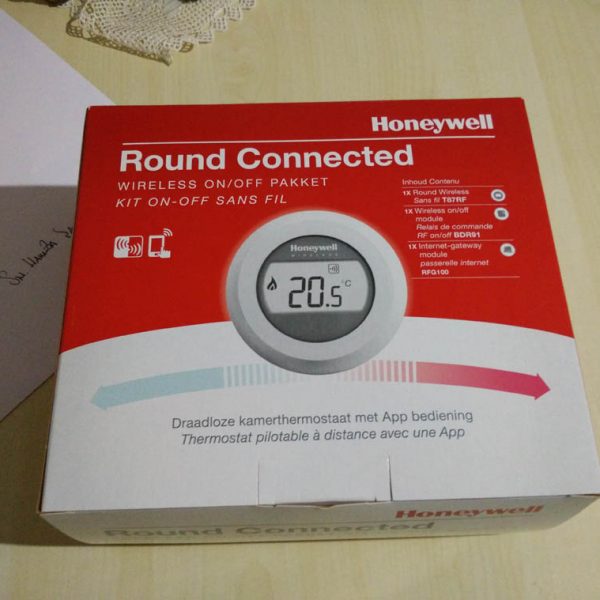 Honeywell
Round Connected
WIRELESS ON/OFF PAKKET
KIT ON-OFF SANS FIL
Inhoud Contenu
1X Round Wireless
Sans fil T87RF
1X Wireless on/off
module
Relais de commande
RF on/off BDR91
1X Internet-gateway
module
passerelle internet
RFG100
Honeywell
WIRELESS
20.5 °C
Draadloze kamerthermostaat met App bediening
Thermostat pilotable à distance avec une App
Honeywell
Round Connected